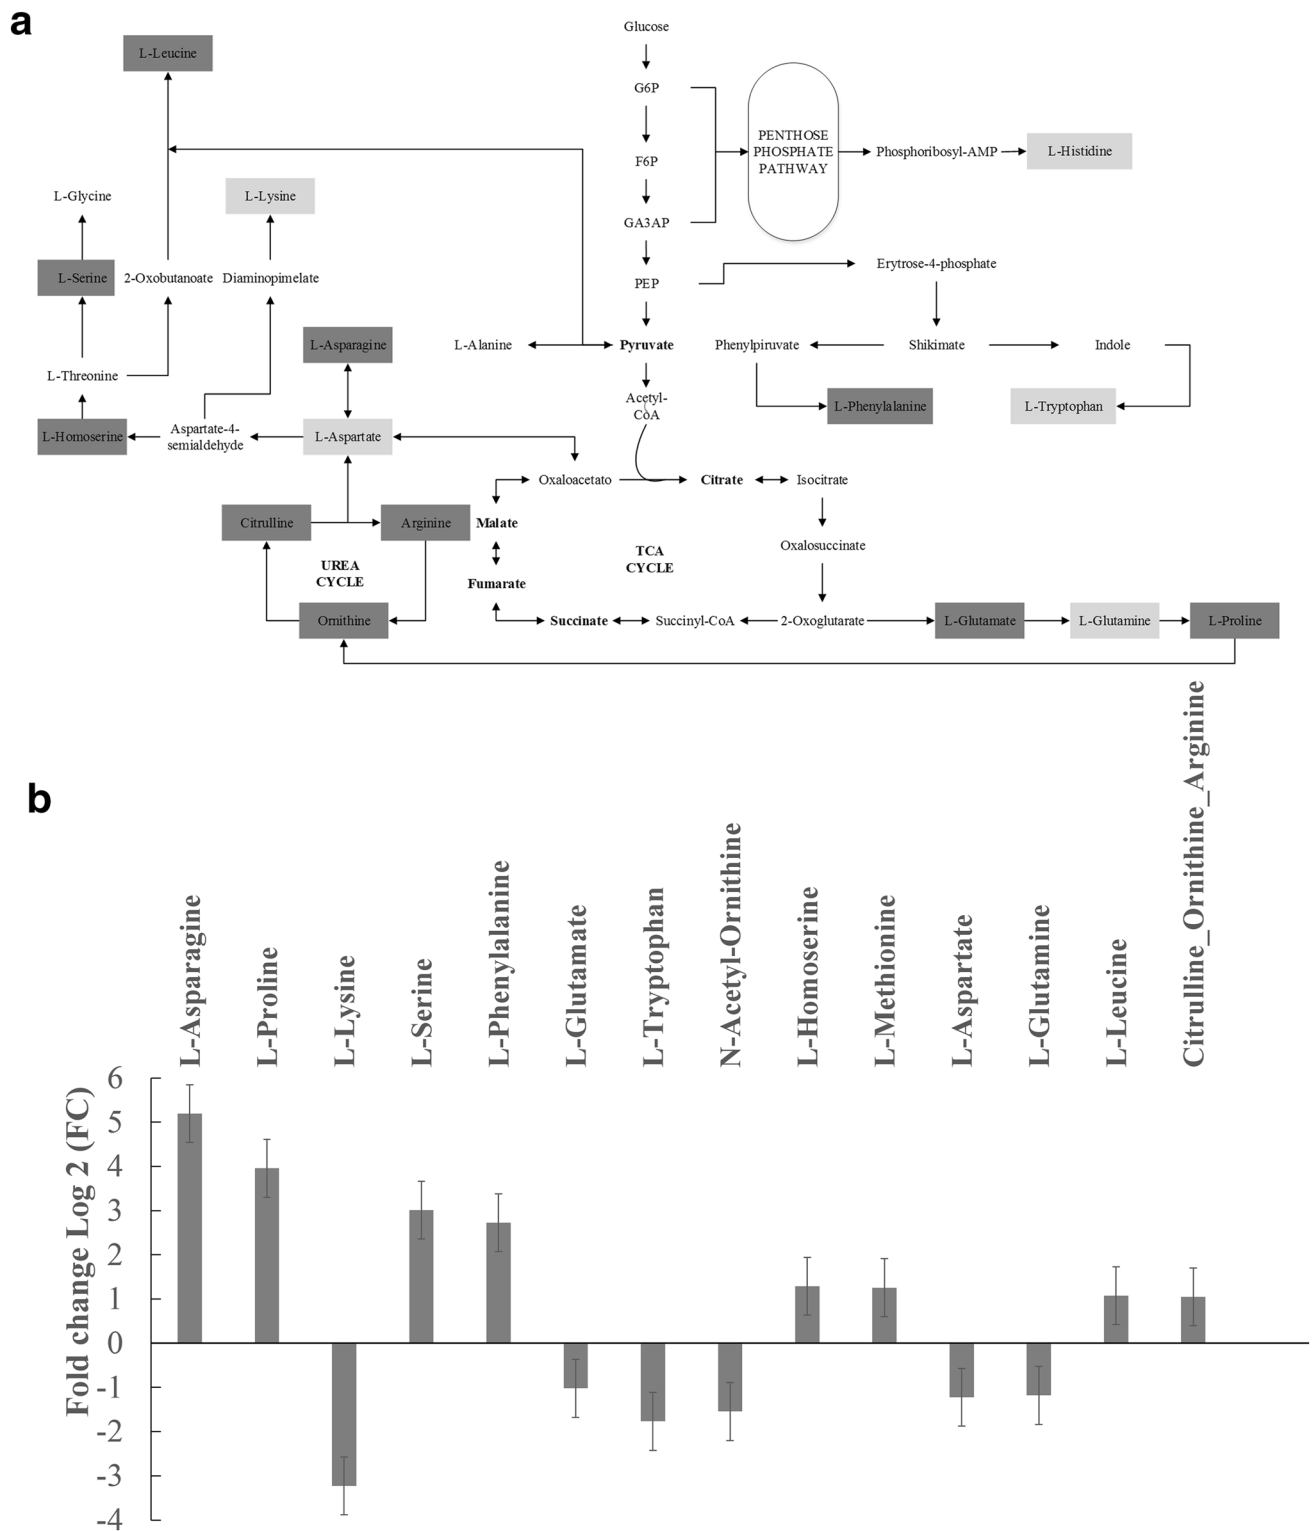 a
Glucose
L-Leucine
G6P
PENTHOSE
PHOSPHATE
PATHWAY
F6P
Phosphoribosyl-AMP
L-Histidine
L-Glycine
L-Lysine
GA3AP
L-Serine
2-Oxobutanoate
Diaminopimelate
PEP
Erytrose-4-phosphate
L-Asparagine
L-Alanine
Pyruvate
Phenylpiruvate
Shikimate
Indole
L-Threonine
Acetyl-
CoA
L-Phenylalanine
L-Tryptophan
L-Homoserine
Aspartate-4-
semialdehyde
L-Aspartate
Oxaloacetato
Citrate
Isocitrate
Citrulline
Arginine
Malate
Oxalosuccinate
UREA
CYCLE
TCA
CYCLE
Fumarate
Ornithine
Succinate
Succinyl-CoA
2-Oxoglutarate
L-Glutamate
L-Glutamine
L-Proline
b
L-Asparagine
L-Proline
L-Lysine
L-Serine
L-Phenylalanine
L-Glutamate
L-Tryptophan
N-Acetyl-Ornithine
L-Homoserine
L-Methionine
L-Aspartate
L-Glutamine
L-Leucine
Citrulline_Ornithine_Arginine
Fold change Log 2 (FC)
6
5
4
3
2
1
0
-1
-2
-3
-4